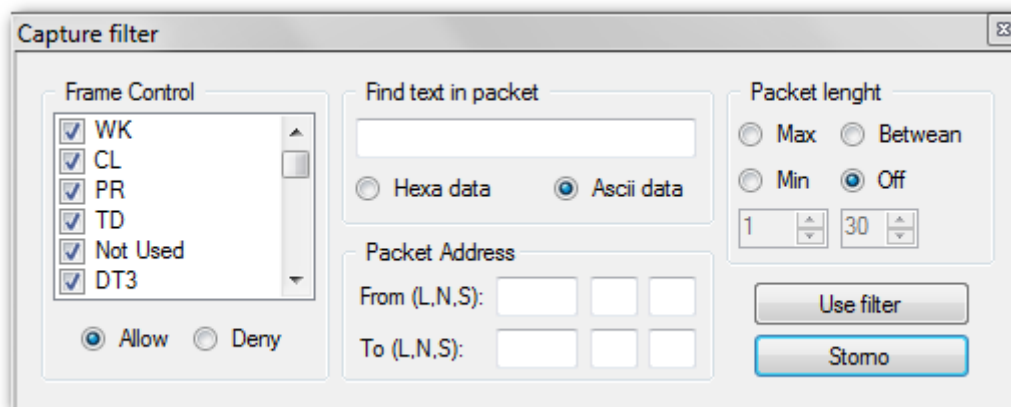 Capture filter
Frame Control
WK
CL
PR
TD
Not Used
DT3
Allow Deny
Find text in packet
Hexa data Ascii data
Packet Address
From (L,N,S):
To (L,N,S):
Packet lenght
Max Betwean
Min Off
1 30
Use filter
Storno